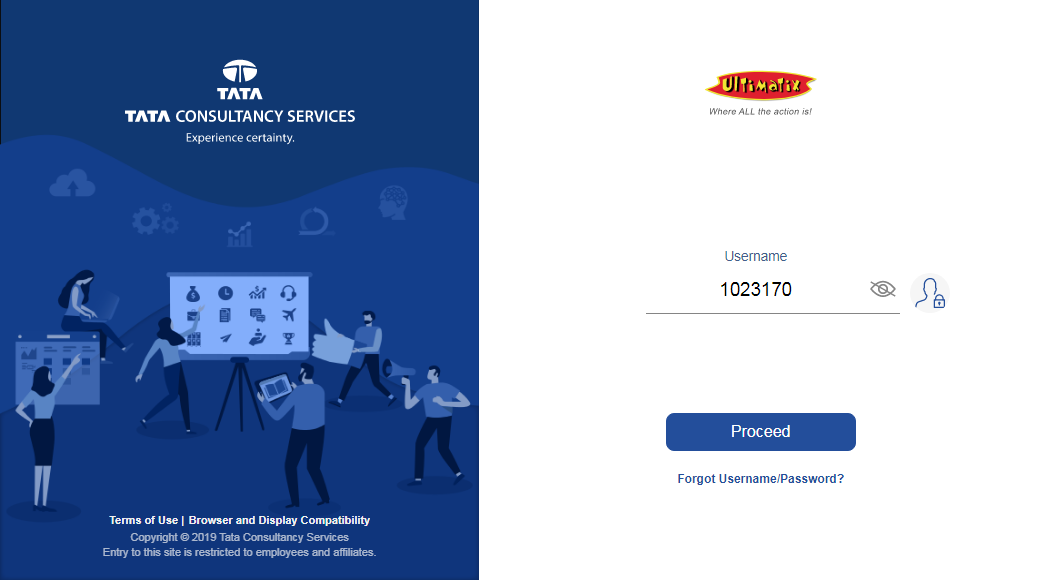 TATA
TATA CONSULTANCY SERVICES
Experience certainty.
Terms of Use | Browser and Display Compatibility
Copyright © 2019 Tata Consultancy Services
Entry to this site is restricted to employees and affiliates.
Ultimatix
Where ALL the action is!
Username
1023170
Proceed
Forgot Username/Password?